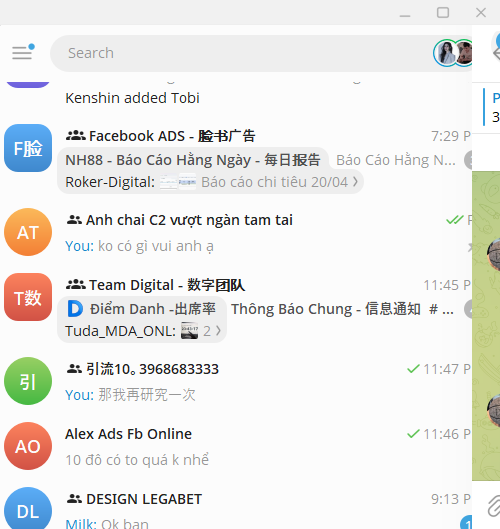 Search
Kenshin added Tobi
F脸
Facebook ADS - 脸书广告
7:29 P
NH88 - Báo Cáo Hằng Ngày - 每日报告
Báo Cáo Hằng N...
Roker-Digital: Báo cáo chi tiêu 20/04
AT
Anh chai C2 vượt ngàn tam tai
You: ko có gì vui anh ạ
T数
Team Digital - 数字团队
11:45 P
Điểm Danh -出席率
Thông Báo Chung - 信息通知 # ...
Tuda_MDA_ONL: 2
引
引流10。3968683333
11:47 P
You: 那我再研究一次
AO
Alex Ads Fb Online
11:46 P
10 đô có to quá k nhể
DL
DESIGN LEGABET
9:13 P
Milk: Ok bạn
1
P
3